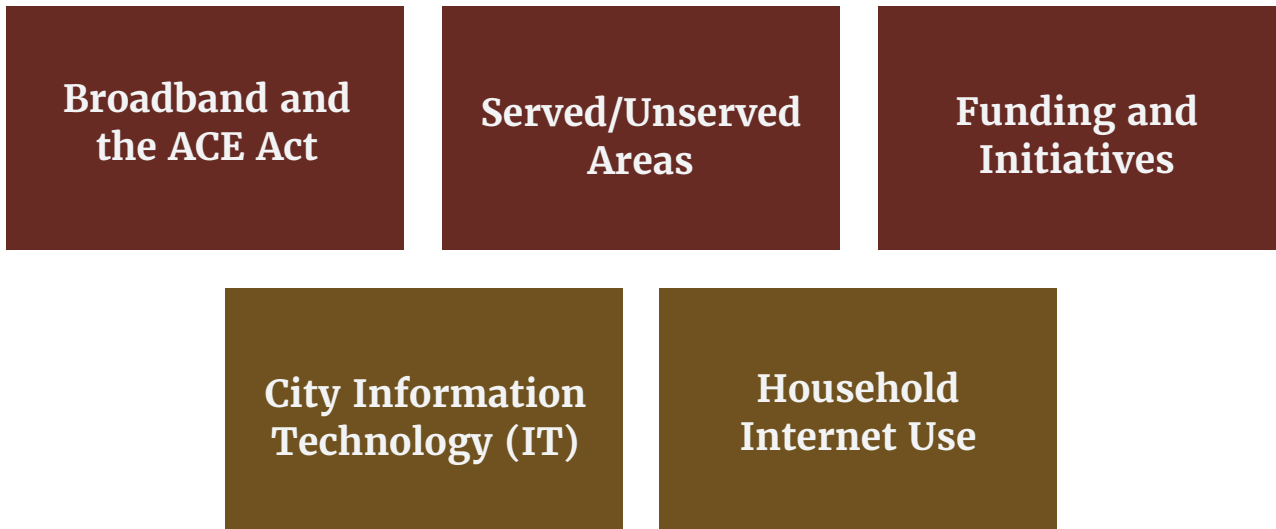 Broadband and
the ACE Act
Served/Unserved
Areas
Funding and
Initiatives
City Information
Technology (IT)
Household
Internet Use